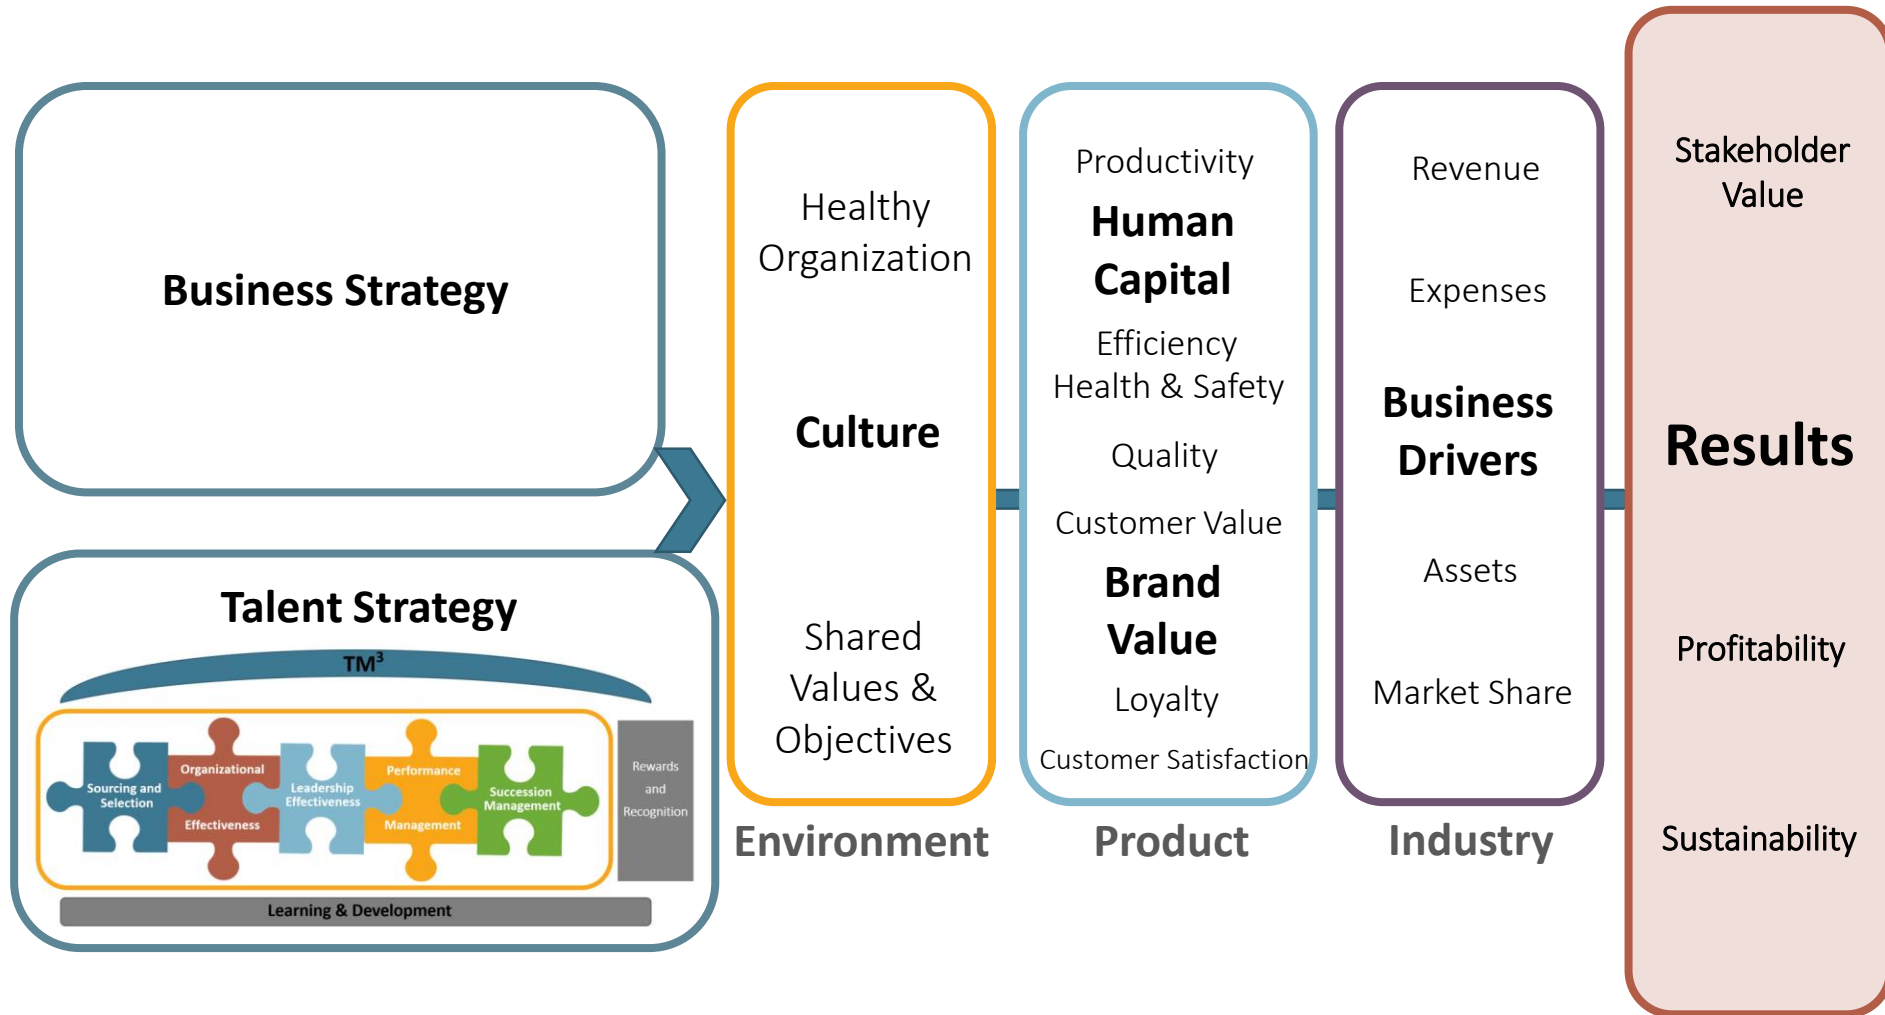 Business Strategy
Talent Strategy
TM³
Sourcing and
Selection
Organizational
Effectiveness
Leadership
Effectiveness
Performance
Management
Succession
Management
Rewards
and
Recognition
Learning & Development
Healthy
Organization
Culture
Shared
Values &
Objectives
Environment
Productivity
Human
Capital
Efficiency
Health & Safety
Quality
Customer Value
Brand
Value
Loyalty
Customer Satisfaction
Product
Revenue
Expenses
Business
Drivers
Assets
Market Share
Industry
Stakeholder
Value
Results
Profitability
Sustainability